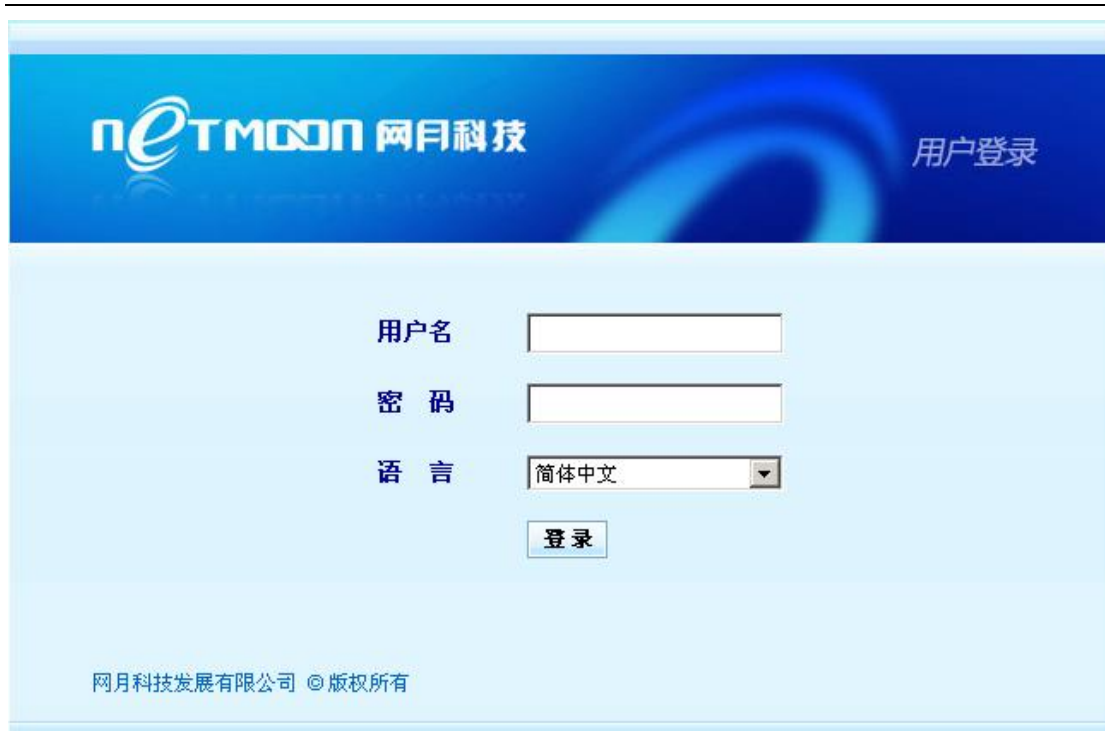 netmoon 网月科技
用户登录
用户名
密 码
语 言 简体中文
登录
网月科技发展有限公司 ©版权所有